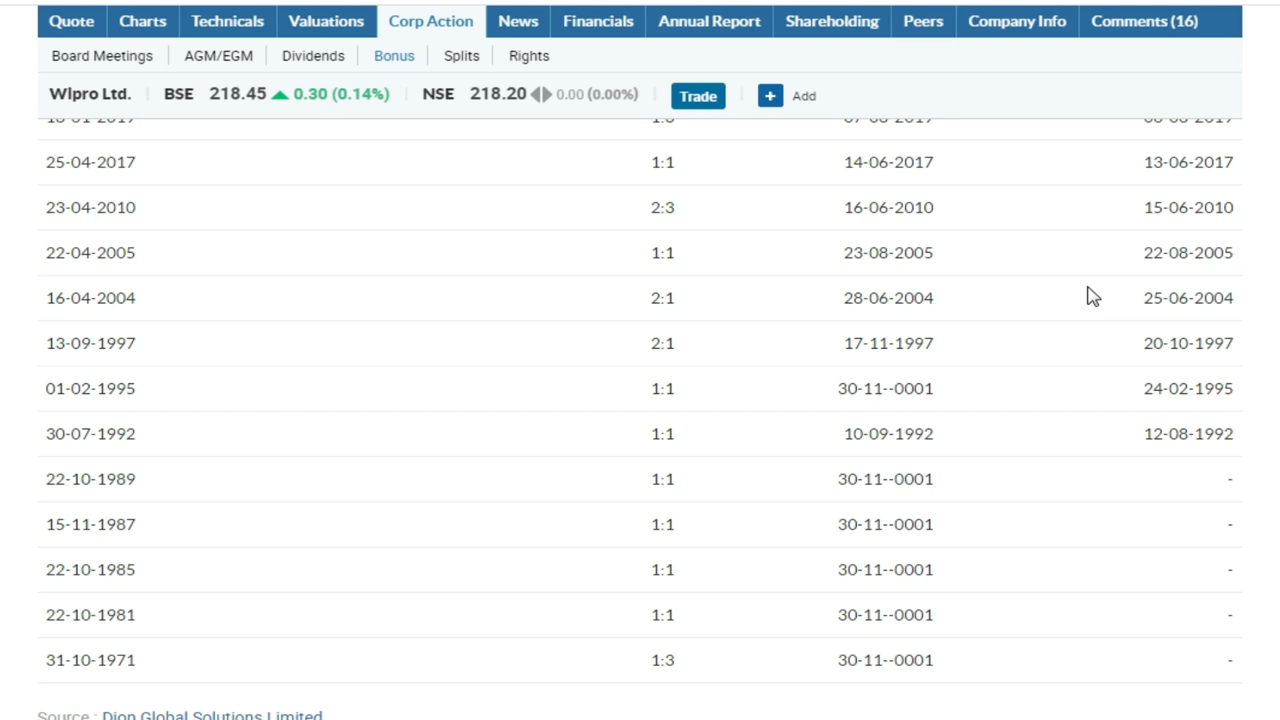 Quote Charts Technicals Valuations Corp Action News Financials Annual Report Shareholding Peers Company Info Comments (16)
Board Meetings AGM/EGM Dividends Bonus Splits Rights
Wipro Ltd. BSE 218.45 0.30 (0.14%) NSE 218.20 0.00 (0.00%) Trade + Add
25-04-2017 1:1 14-06-2017 13-06-2017
23-04-2010 2:3 16-06-2010 15-06-2010
22-04-2005 1:1 23-08-2005 22-08-2005
16-04-2004 2:1 28-06-2004 25-06-2004
13-09-1997 2:1 17-11-1997 20-10-1997
01-02-1995 1:1 30-11--0001 24-02-1995
30-07-1992 1:1 10-09-1992 12-08-1992
22-10-1989 1:1 30-11--0001 -
15-11-1987 1:1 30-11--0001 -
22-10-1985 1:1 30-11--0001 -
22-10-1981 1:1 30-11--0001 -
31-10-1971 1:3 30-11--0001 -
Source : Dion Global Solutions Limited